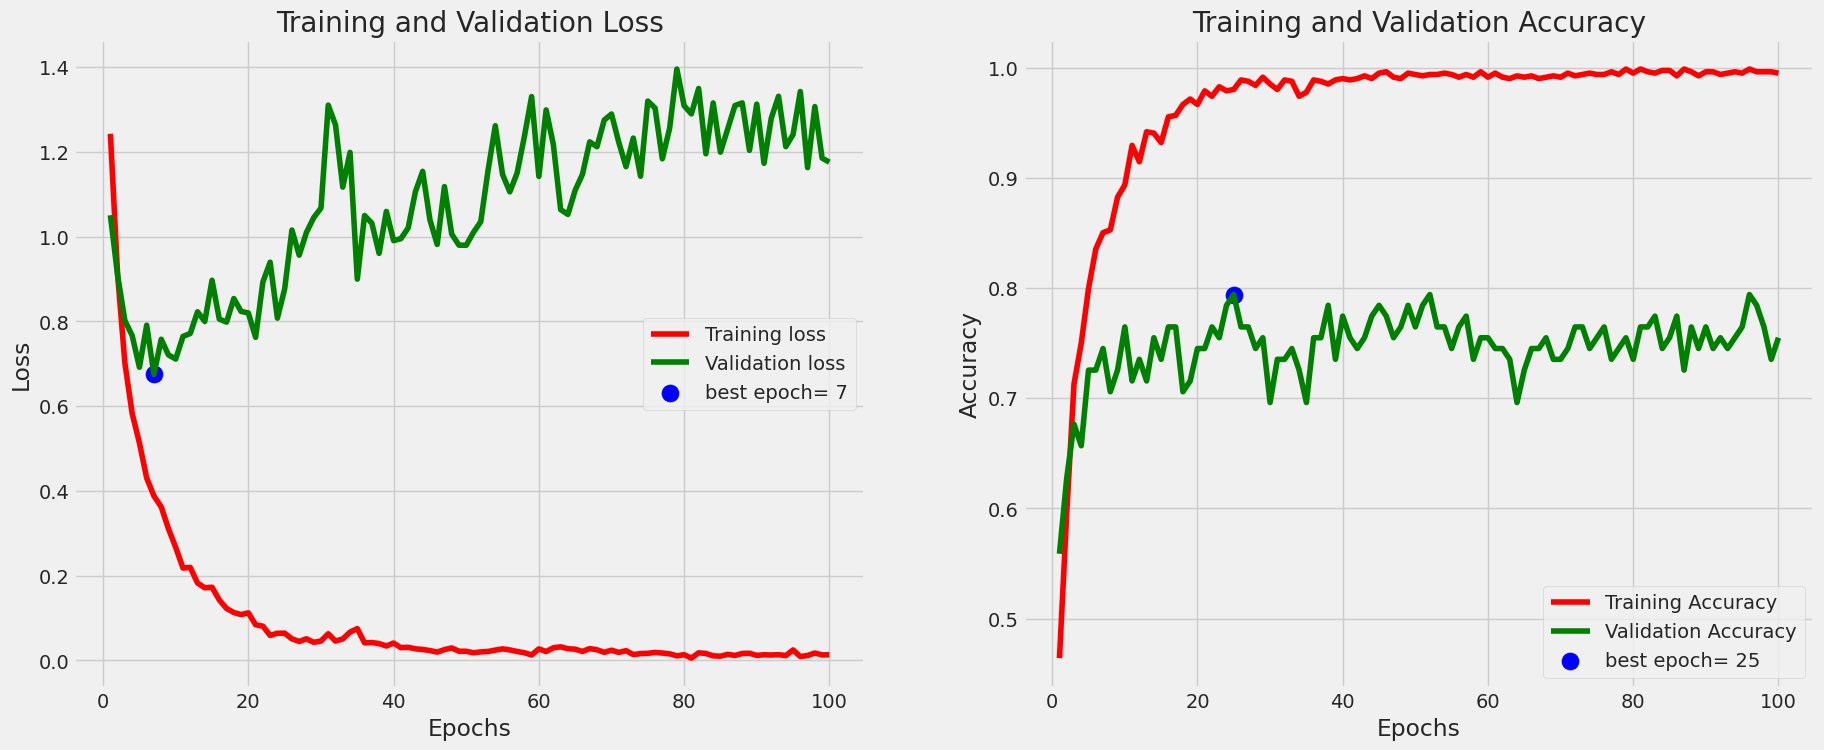 Training and Validation Loss
1.4
1.2
1.0
0.8
0.6
0.4
0.2
0.0
Loss
Training loss
Validation loss
best epoch= 7
0 20 40 60 80 100
Epochs
Training and Validation Accuracy
1.0
0.9
0.8
0.7
0.6
0.5
Accuracy
Training Accuracy
Validation Accuracy
best epoch= 25
0 20 40 60 80 100
Epochs